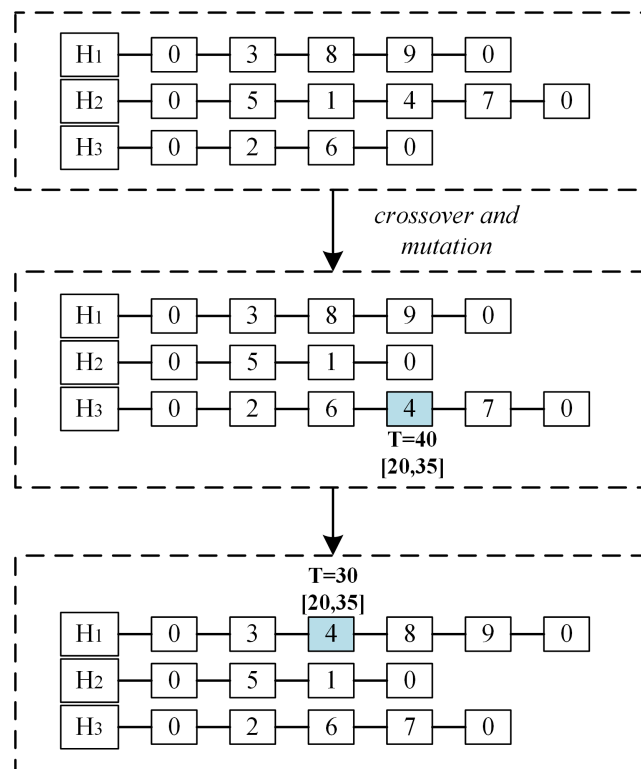 H1 0 3 8 9 0
H2 0 5 1 4 7 0
H3 0 2 6 0
crossover and
mutation
H1 0 3 8 9 0
H2 0 5 1 0
H3 0 2 6 4 7 0
T=40
[20,35]
T=30
[20,35]
H1 0 3 4 8 9 0
H2 0 5 1 0
H3 0 2 6 7 0